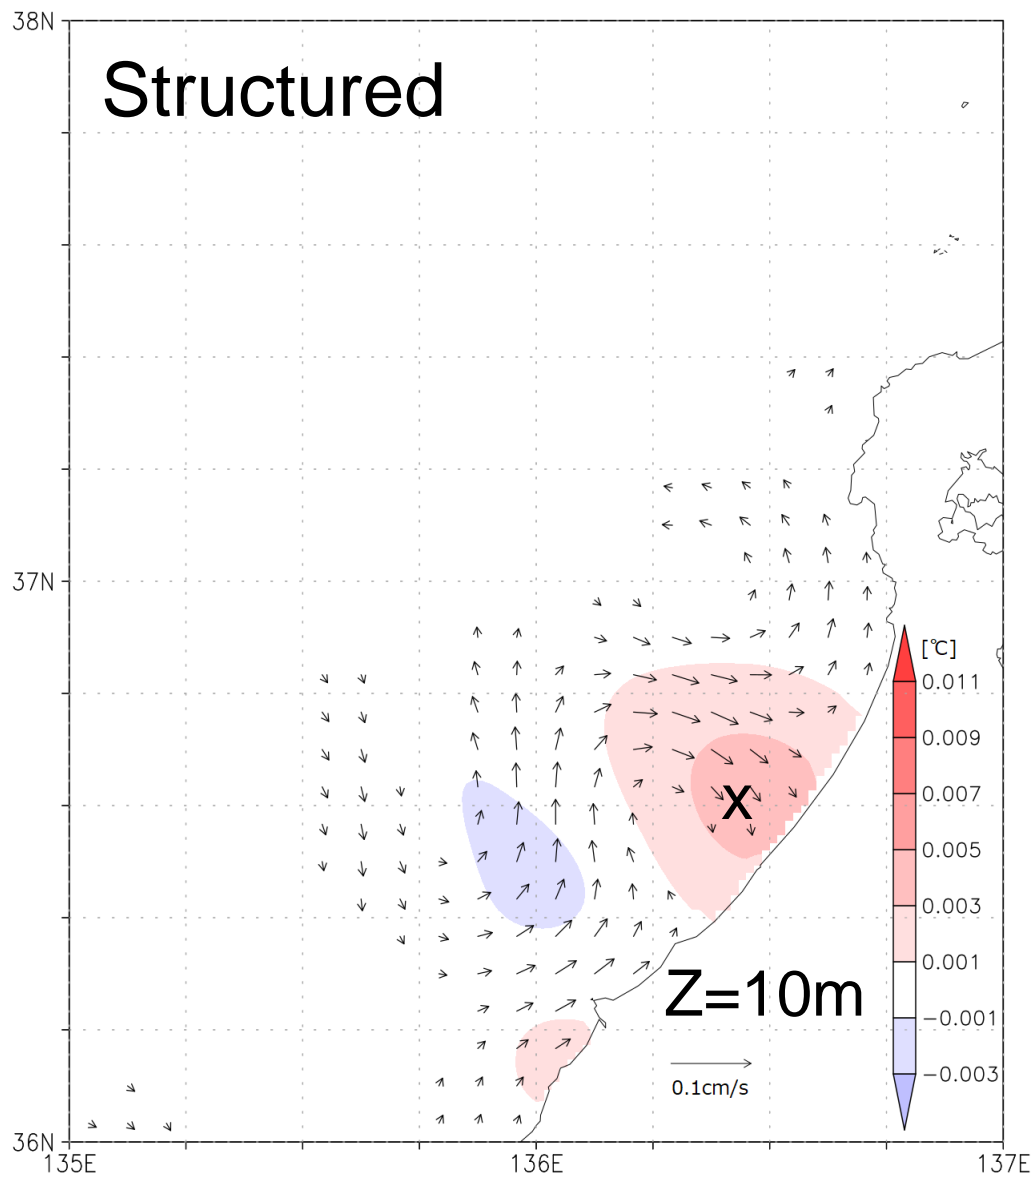 38N
Structured
37N
[℃]
0.011
0.009
0.007
0.005
0.003
0.001
−0.001
−0.003
X
Z=10m
0.1cm/s
36N
135E
136E
137E